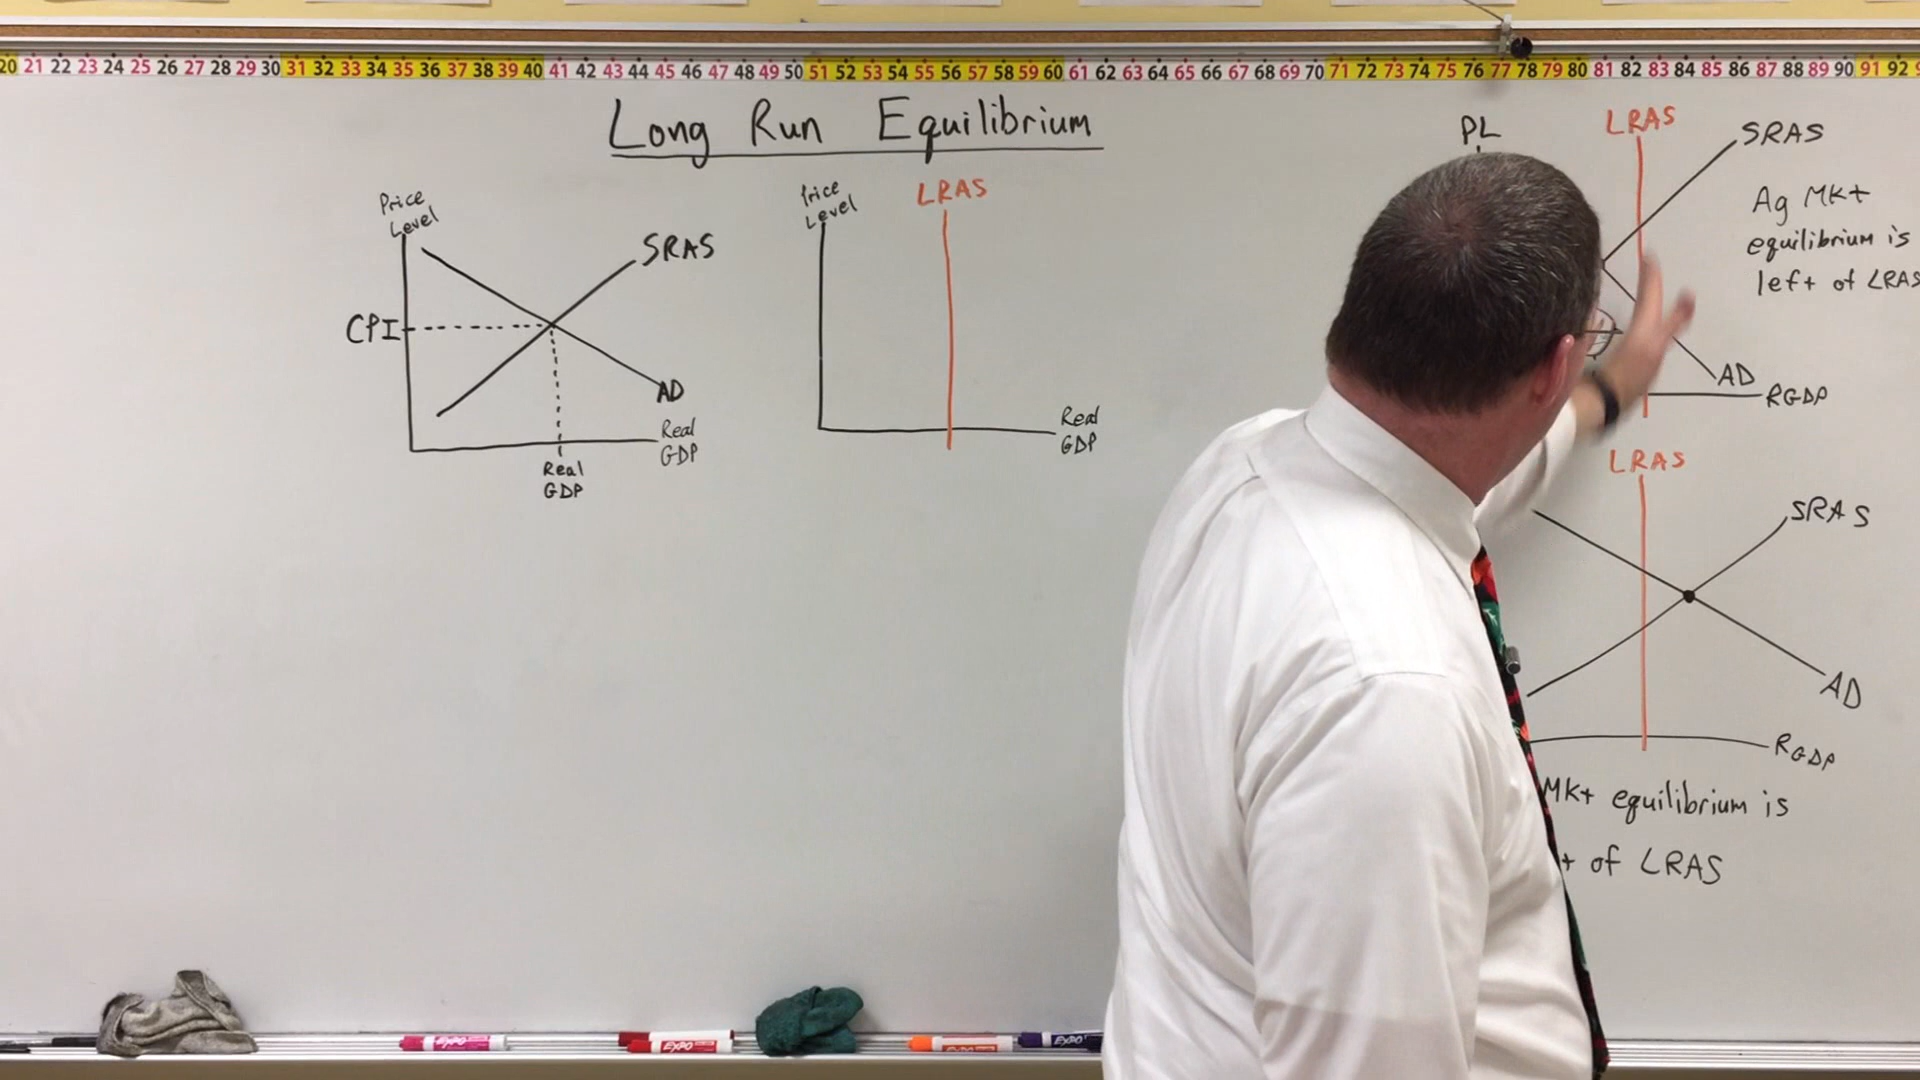 20 21 22 23 24 25 26 27 28 29 30 31 32 33 34 35 36 37 38 39 40 41 42 43 44 45 46 47 48 49 50 51 52 53 54 55 56 57 58 59 60 61 62 63 64 65 66 67 68 69 70 71 72 73 74 75 76 77 78 79 80 81 82 83 84 85 86 87 88 89 90 91 92
Long Run Equilibrium
Price
Level
SRAS
CPI
AD
Real
GDP
Real
GDP
Price
Level
LRAS
Real
GDP
PL
LRAS
SRAS
Ag MKt
equilibrium is
left of LRAS
AD
RGDP
LRAS
SRAS
AD
RGDP
MKt equilibrium is
of LRAS
EXPO
EXPO
EXPO
EXPO